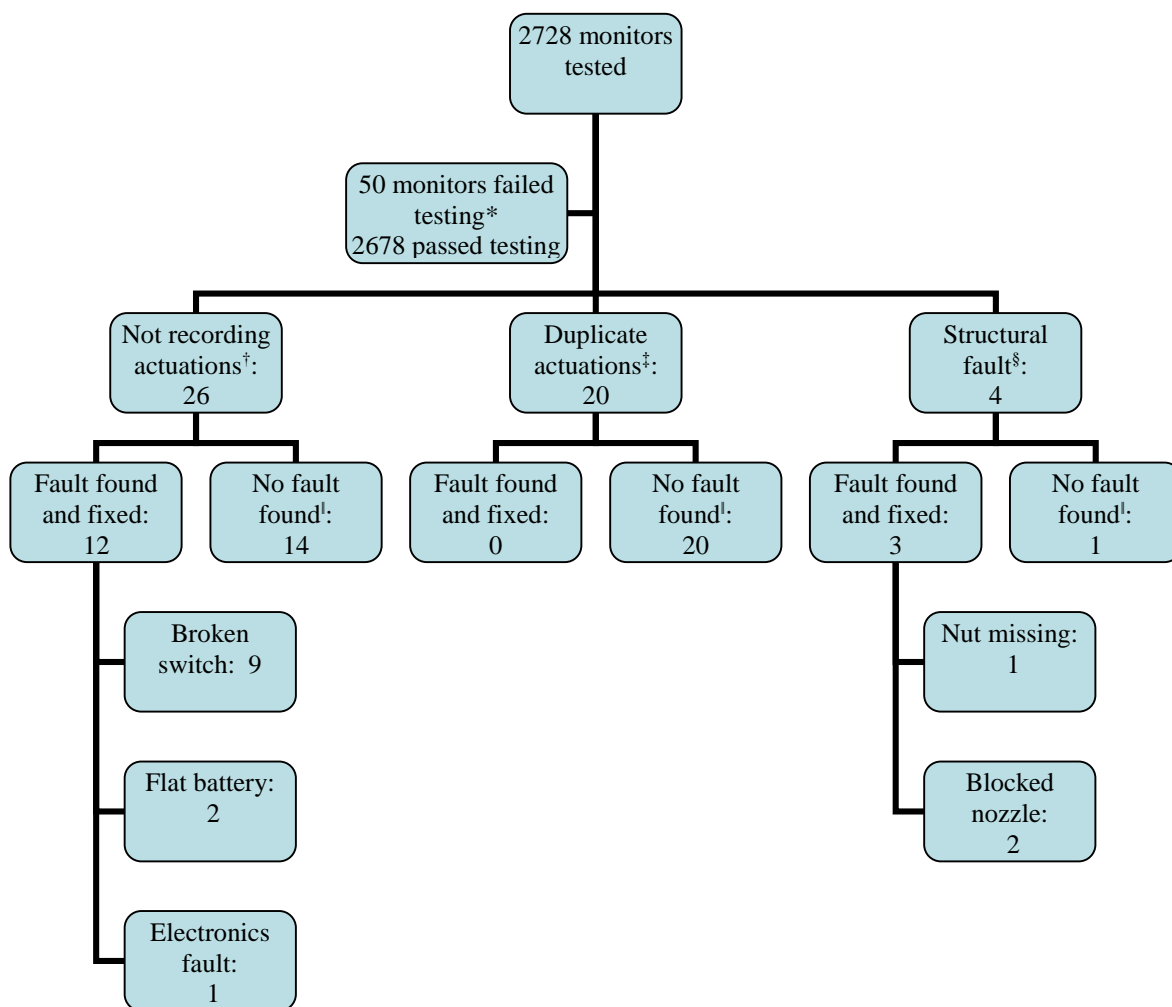 2728 monitors
tested
50 monitors failed
testing*
2678 passed testing
Not recording
actuations†:
26
Duplicate
actuations‡:
20
Structural
fault§:
4
Fault found
and fixed:
12
No fault
found‖:
14
Fault found
and fixed:
0
No fault
found‖:
20
Fault found
and fixed:
3
No fault
found‖:
1
Broken
switch: 9
Flat battery:
2
Electronics
fault:
1
Nut missing:
1
Blocked
nozzle:
2